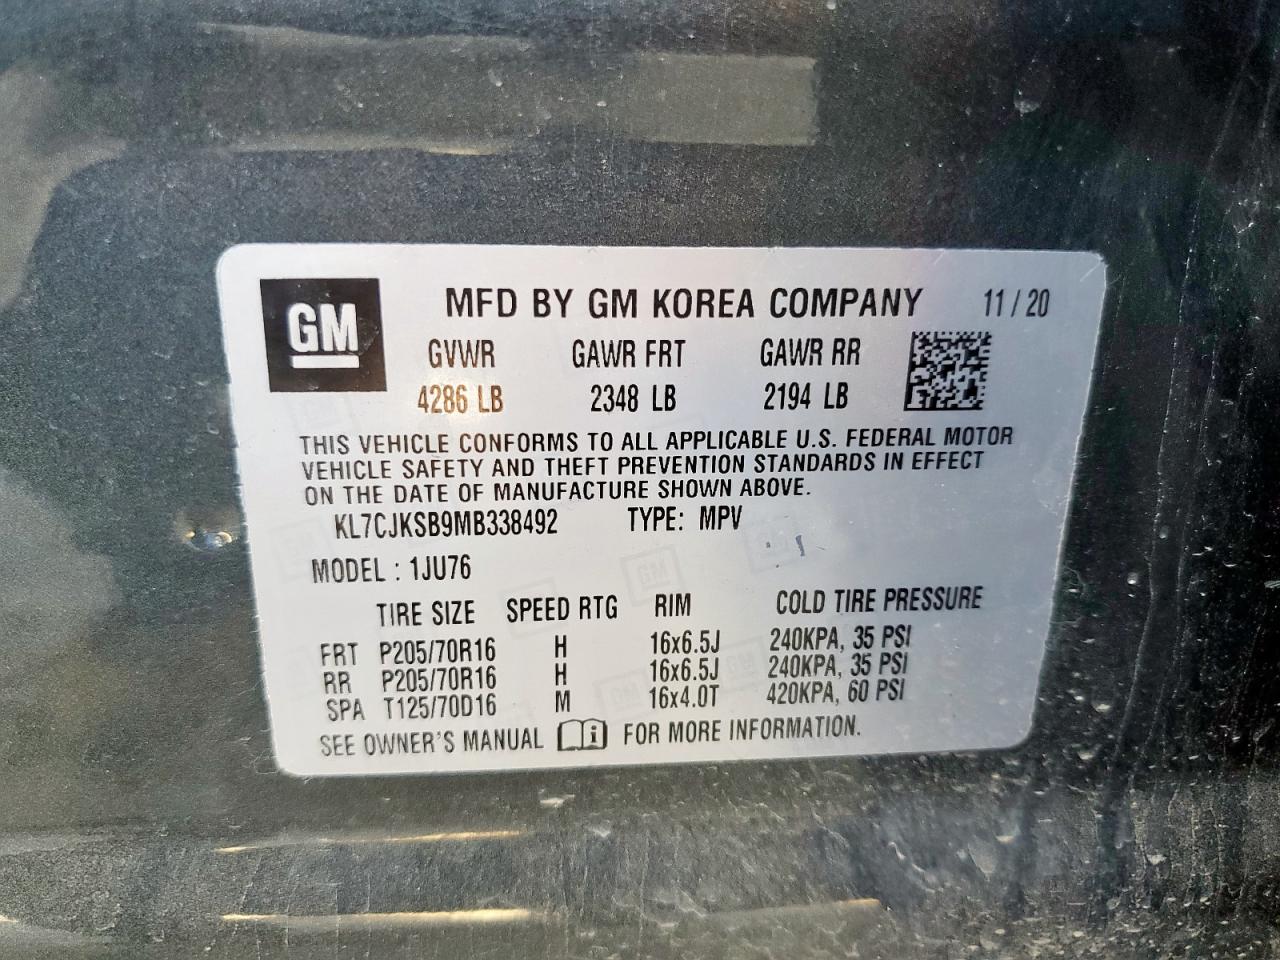 GM
MFD BY GM KOREA COMPANY 11 / 20
GVWR GAWR FRT GAWR RR
4286 LB 2348 LB 2194 LB
THIS VEHICLE CONFORMS TO ALL APPLICABLE U.S. FEDERAL MOTOR
VEHICLE SAFETY AND THEFT PREVENTION STANDARDS IN EFFECT
ON THE DATE OF MANUFACTURE SHOWN ABOVE.
KL7CJKSB9MB338492 TYPE: MPV
MODEL : 1JU76
TIRE SIZE SPEED RTG RIM COLD TIRE PRESSURE
FRT P205/70R16 H 16x6.5J 240KPA, 35 PSI
RR P205/70R16 H 16x6.5J 240KPA, 35 PSI
SPA T125/70D16 M 16x4.0T 420KPA, 60 PSI
SEE OWNER'S MANUAL i FOR MORE INFORMATION.